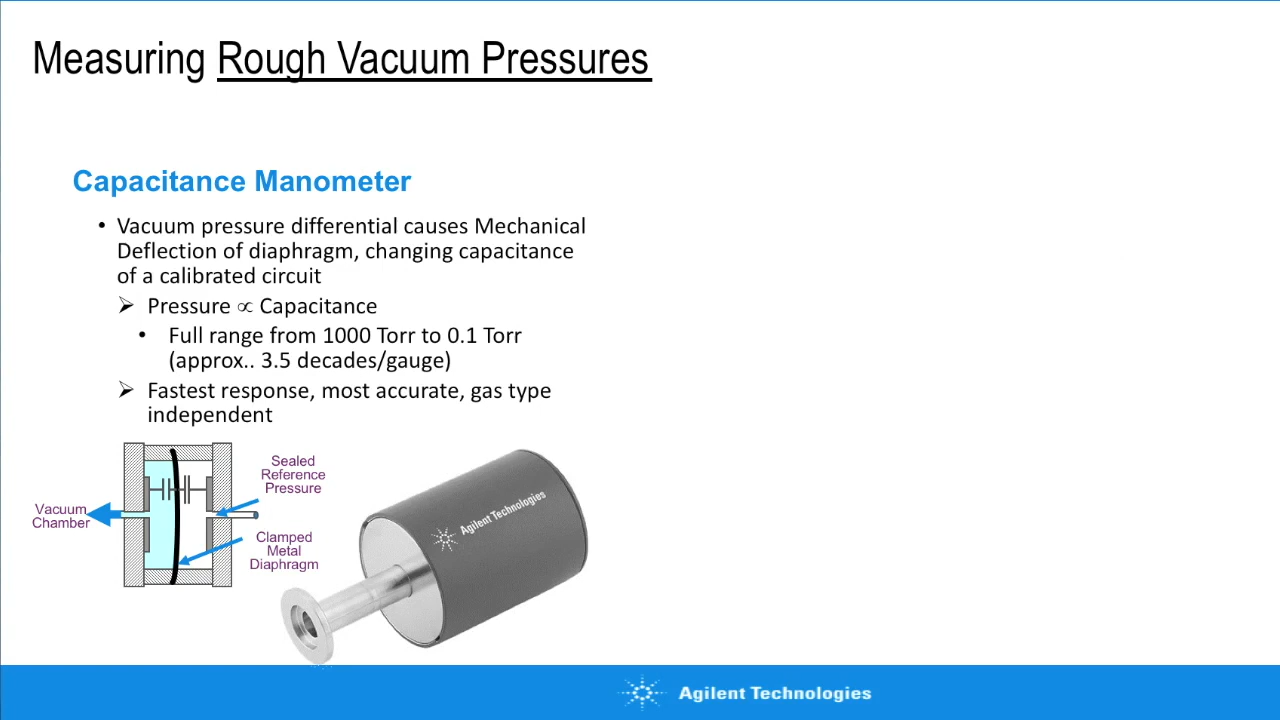 Measuring Rough Vacuum Pressures
Capacitance Manometer
• Vacuum pressure differential causes Mechanical
Deflection of diaphragm, changing capacitance
of a calibrated circuit
➢ Pressure ∝ Capacitance
• Full range from 1000 Torr to 0.1 Torr
(approx.. 3.5 decades/gauge)
➢ Fastest response, most accurate, gas type
independent
Sealed
Reference
Pressure
Vacuum
Chamber
Clamped
Metal
Diaphragm
Agilent Technologies
Agilent Technologies